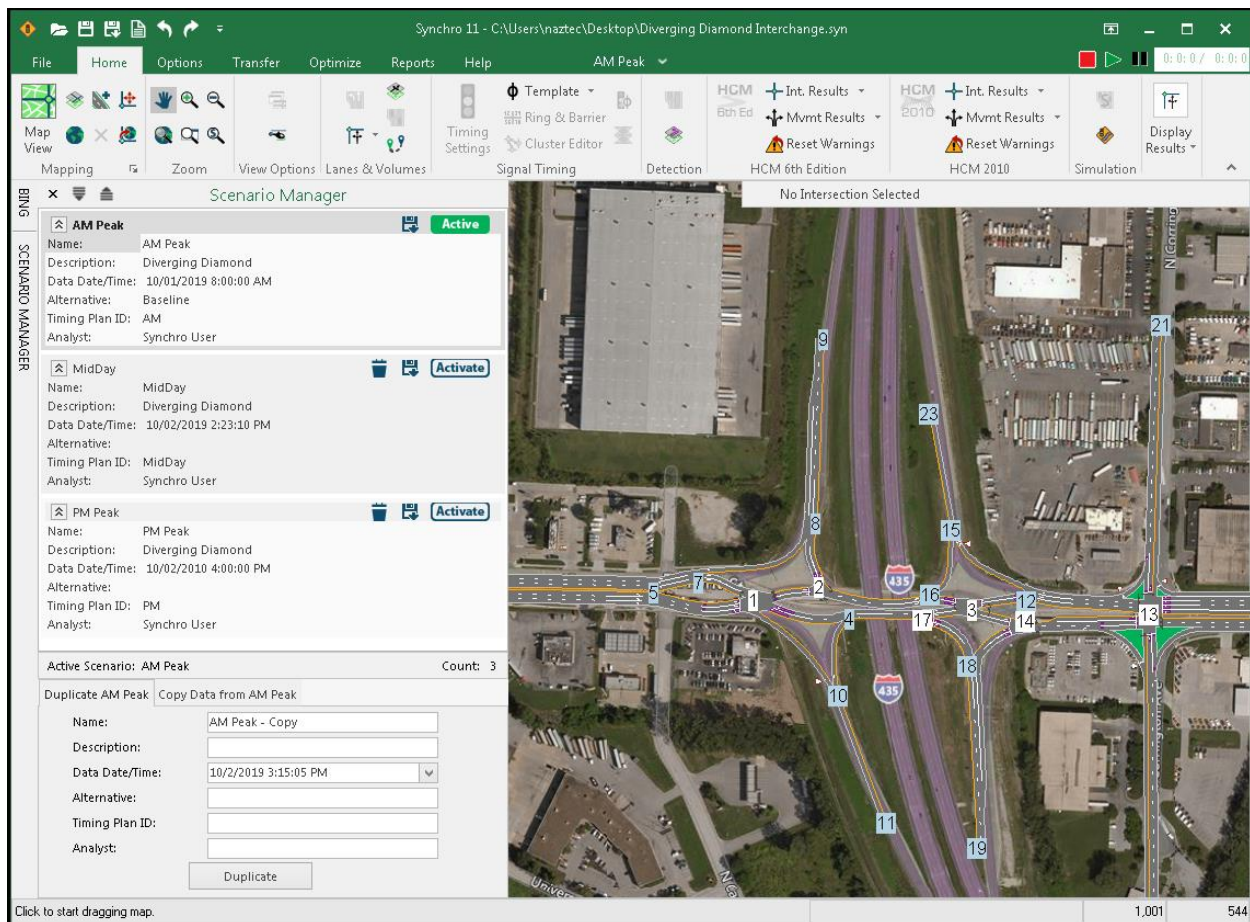 Synchro 11 - C:\Users\naztec\Desktop\Diverging Diamond Interchange.syn
File Home Options Transfer Optimize Reports Help AM Peak
0: 0: 0 / 0: 0: 0
Map View
Mapping
Zoom
View Options
Lanes & Volumes
Timing Settings
Template
Ring & Barrier
Cluster Editor
Signal Timing
Detection
HCM 6th Ed
Int. Results
Mvmt Results
Reset Warnings
HCM 6th Edition
HCM 2010
Int. Results
Mvmt Results
Reset Warnings
HCM 2010
Simulation
Display Results
BING
SCENARIO MANAGER
Scenario Manager
No Intersection Selected
AM Peak Active
Name: AM Peak
Description: Diverging Diamond
Data Date/Time: 10/01/2019 8:00:00 AM
Alternative: Baseline
Timing Plan ID: AM
Analyst: Synchro User
MidDay Activate
Name: MidDay
Description: Diverging Diamond
Data Date/Time: 10/02/2019 2:23:10 PM
Alternative:
Timing Plan ID: MidDay
Analyst: Synchro User
PM Peak Activate
Name: PM Peak
Description: Diverging Diamond
Data Date/Time: 10/02/2010 4:00:00 PM
Alternative:
Timing Plan ID: PM
Analyst: Synchro User
Active Scenario: AM Peak Count: 3
Duplicate AM Peak Copy Data from AM Peak
Name: AM Peak - Copy
Description:
Data Date/Time: 10/2/2019 3:15:05 PM
Alternative:
Timing Plan ID:
Analyst:
Duplicate
Click to start dragging map. 1,001 544
21
9
23
8
15
435
5
7
1
2
16
12
4
17
3
14
13
18
10
435
11
19